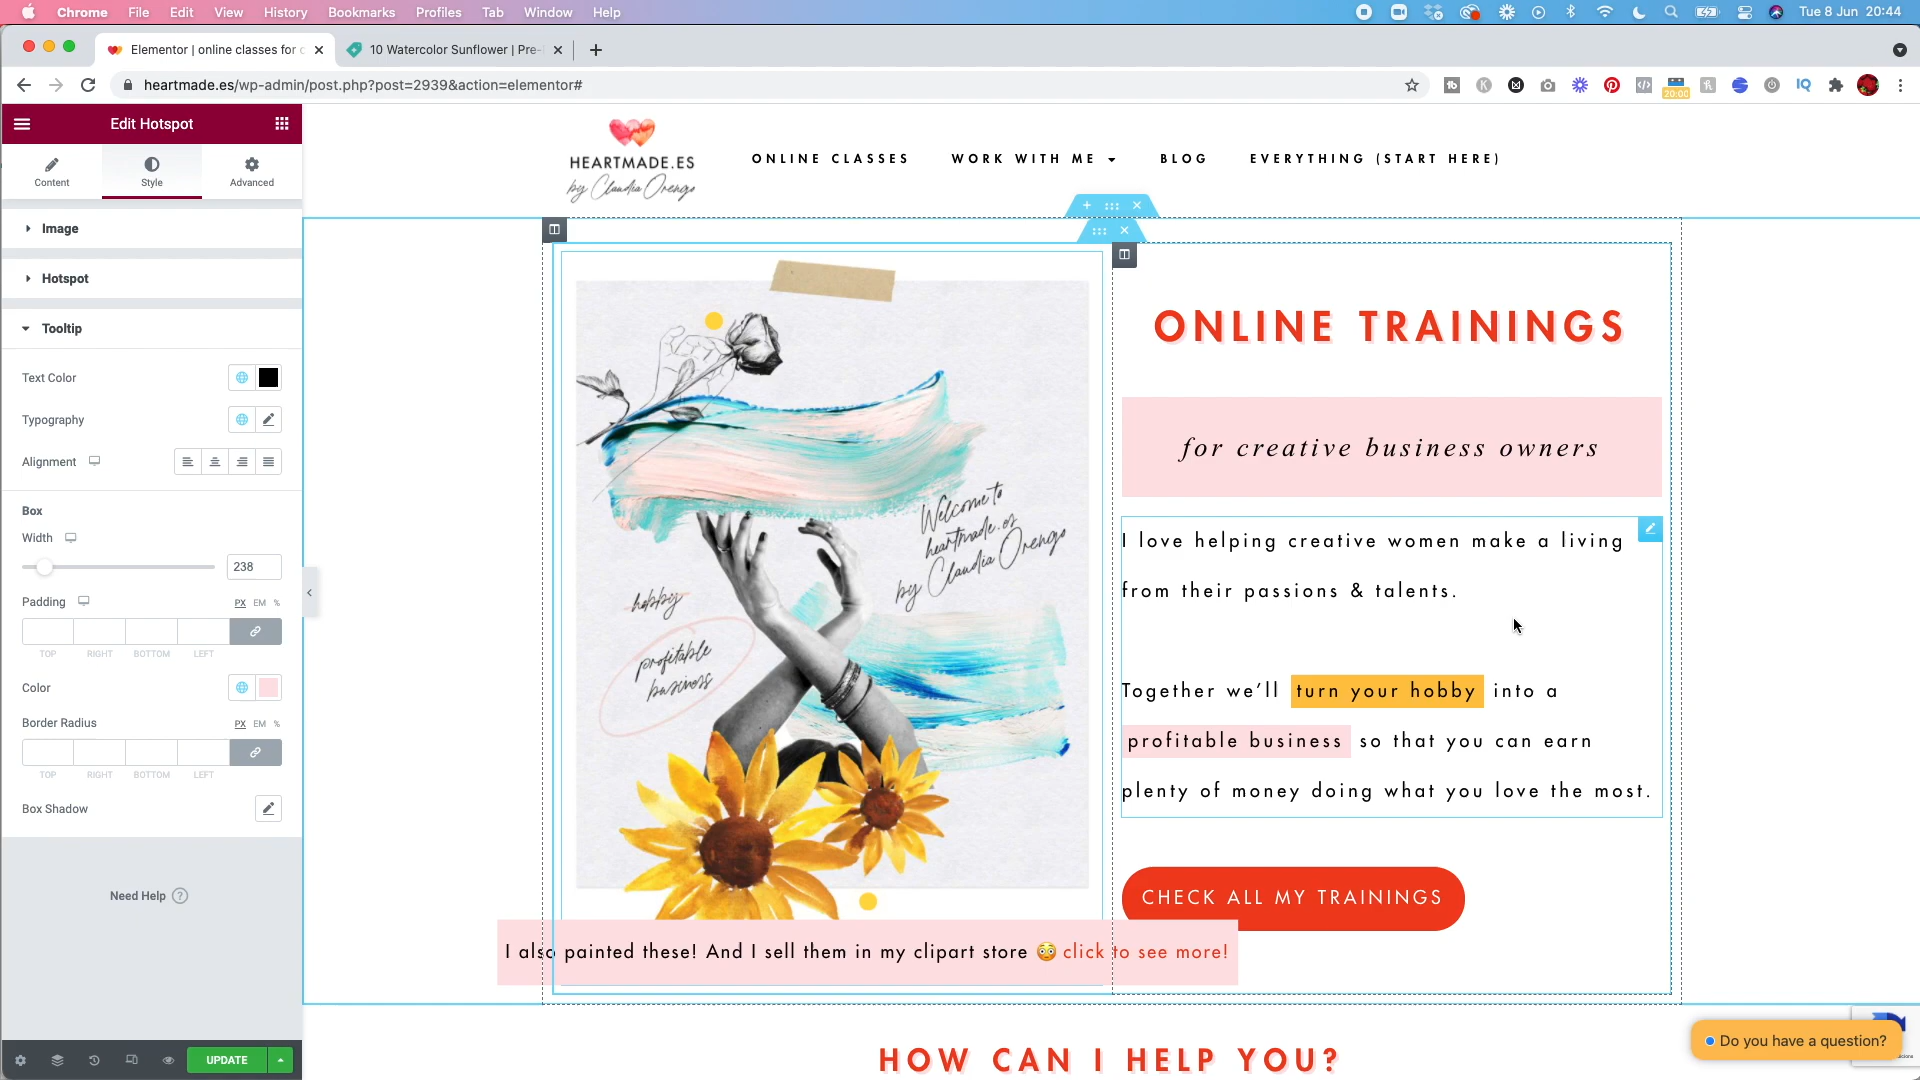 Chrome File Edit View History Bookmarks Profiles Tab Window Help
Tue 8 Jun 20:44
Elementor | online classes for c
10 Watercolor Sunflower | Pre-
heartmade.es/wp-admin/post.php?post=2939&action=elementor#
20:00
IQ
Edit Hotspot
Content Style Advanced
Image
Hotspot
Tooltip
Text Color
Typography
Alignment
Box
Width
238
Padding PX EM %
TOP RIGHT BOTTOM LEFT
Color
Border Radius PX EM %
TOP RIGHT BOTTOM LEFT
Box Shadow
Need Help ?
UPDATE
HEARTMADE.ES
by Claudia Orengo
ONLINE CLASSES WORK WITH ME BLOG EVERYTHING (START HERE)
Welcome to
heartmade.es
by Claudia Orengo
hobby
profitable
business
ONLINE TRAININGS
for creative business owners
I love helping creative women make a living
from their passions & talents.
Together we’ll turn your hobby into a
profitable business so that you can earn
plenty of money doing what you love the most.
CHECK ALL MY TRAININGS
I also painted these! And I sell them in my clipart store 😳 click to see more!
HOW CAN I HELP YOU?
Do you have a question?